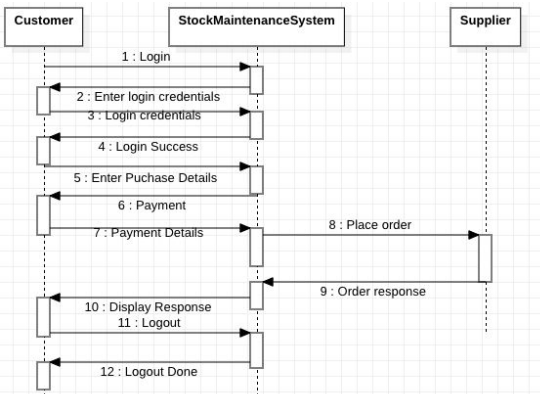 Customer
StockMaintenanceSystem
Supplier
1 : Login
2 : Enter login credentials
3 : Login credentials
4 : Login Success
5 : Enter Puchase Details
6 : Payment
7 : Payment Details
8 : Place order
9 : Order response
10 : Display Response
11 : Logout
12 : Logout Done